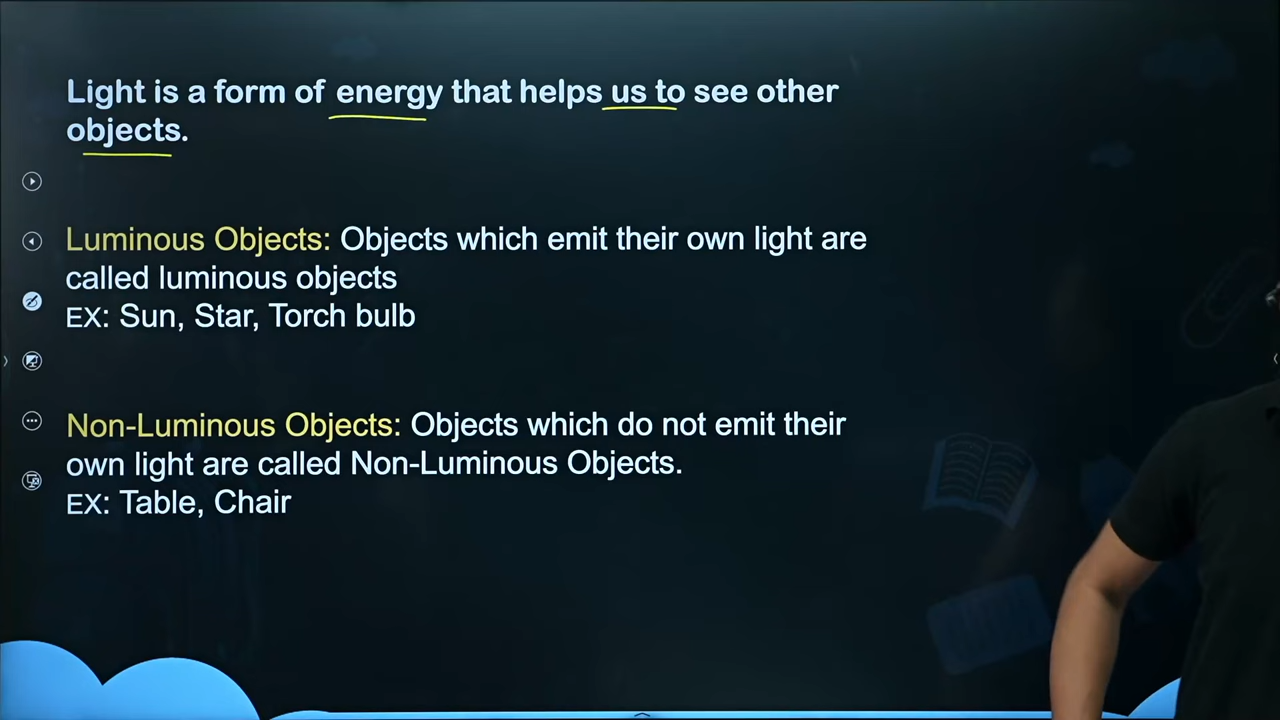 Light is a form of energy that helps us to see other
objects.
Luminous Objects: Objects which emit their own light are
called luminous objects
EX: Sun, Star, Torch bulb
Non-Luminous Objects: Objects which do not emit their
own light are called Non-Luminous Objects.
EX: Table, Chair